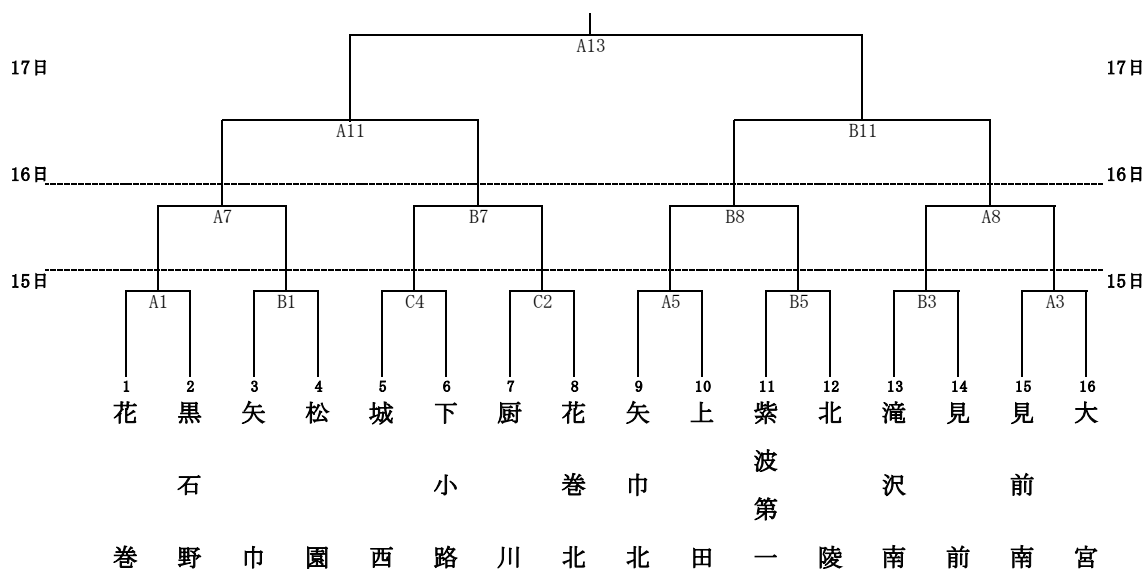 A13
17日 17日
A11 B11
16日 16日
A7 B7 B8 A8
15日 15日
A1 B1 C4 C2 A5 B5 B3 A3
1 2 3 4 5 6 7 8 9 10 11 12 13 14 15 16
花巻
黒石野
矢巾
松園
城西
下小路
厨川
花巻北
矢巾北
上田
紫波第一
北陵
滝沢南
見前
見前南
大宮